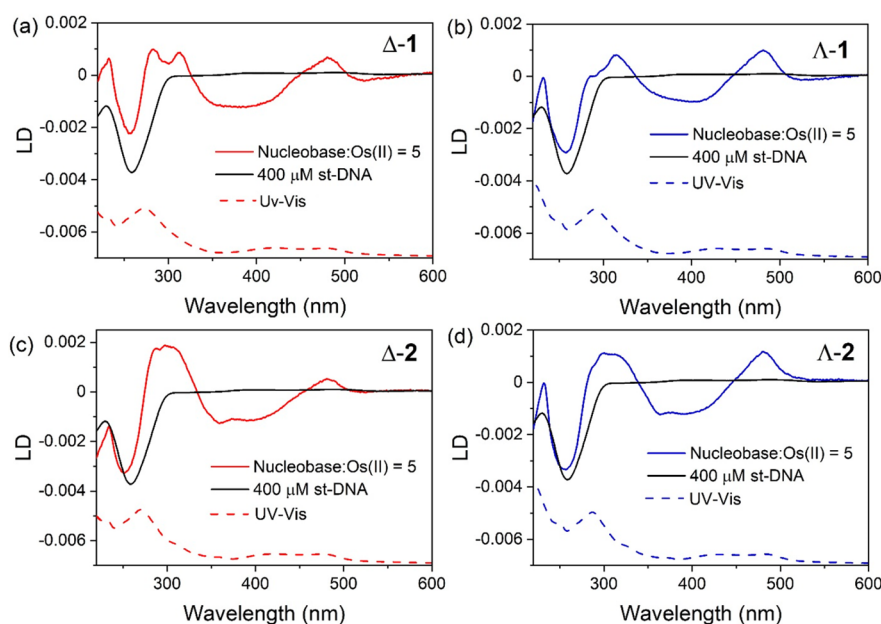 (a)
Δ-1
0.002
0
-0.002
-0.004
-0.006
LD
Nucleobase:Os(II) = 5
400 μM st-DNA
Uv-Vis
300
400
500
600
Wavelength (nm)
(b)
Λ-1
0.002
0
-0.002
-0.004
-0.006
LD
Nucleobase:Os(II) = 5
400 μM st-DNA
UV-Vis
300
400
500
600
Wavelength (nm)
(c)
Δ-2
0.002
0
-0.002
-0.004
-0.006
LD
Nucleobase:Os(II) = 5
400 μM st-DNA
UV-Vis
300
400
500
600
Wavelength (nm)
(d)
Λ-2
0.002
0
-0.002
-0.004
-0.006
LD
Nucleobase:Os(II) = 5
400 μM st-DNA
UV-Vis
300
400
500
600
Wavelength (nm)